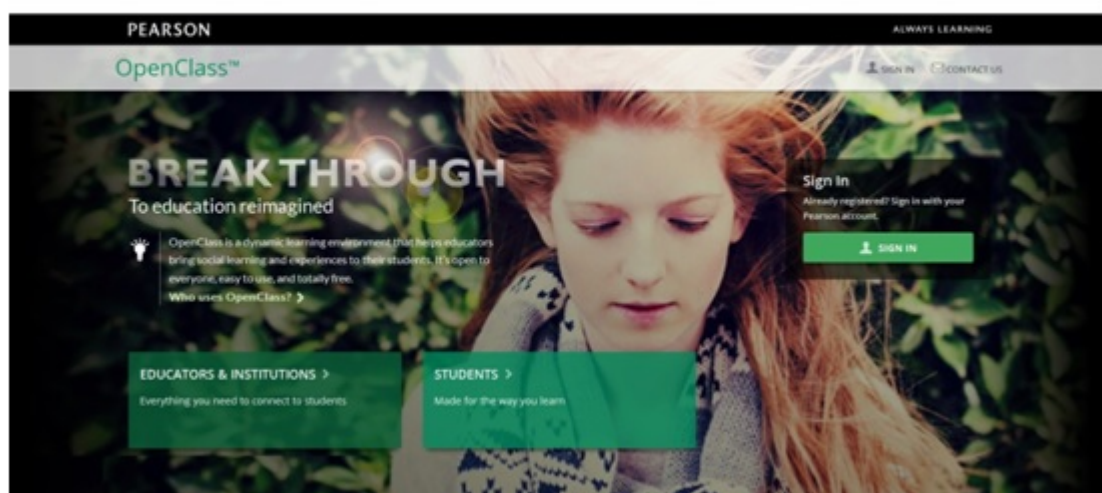 PEARSON
ALWAYS LEARNING
OpenClass™
SIGN IN
CONTACT US
BREAK THROUGH
To education reimagined
OpenClass is a dynamic learning environment that helps educators
bring social learning and experiences to their students. It's open to
everyone, easy to use, and totally free.
Who uses OpenClass? >
Sign In
Already registered? Sign in with your
Pearson account.
SIGN IN
EDUCATORS & INSTITUTIONS >
Everything you need to connect to students
STUDENTS >
Made for the way you learn